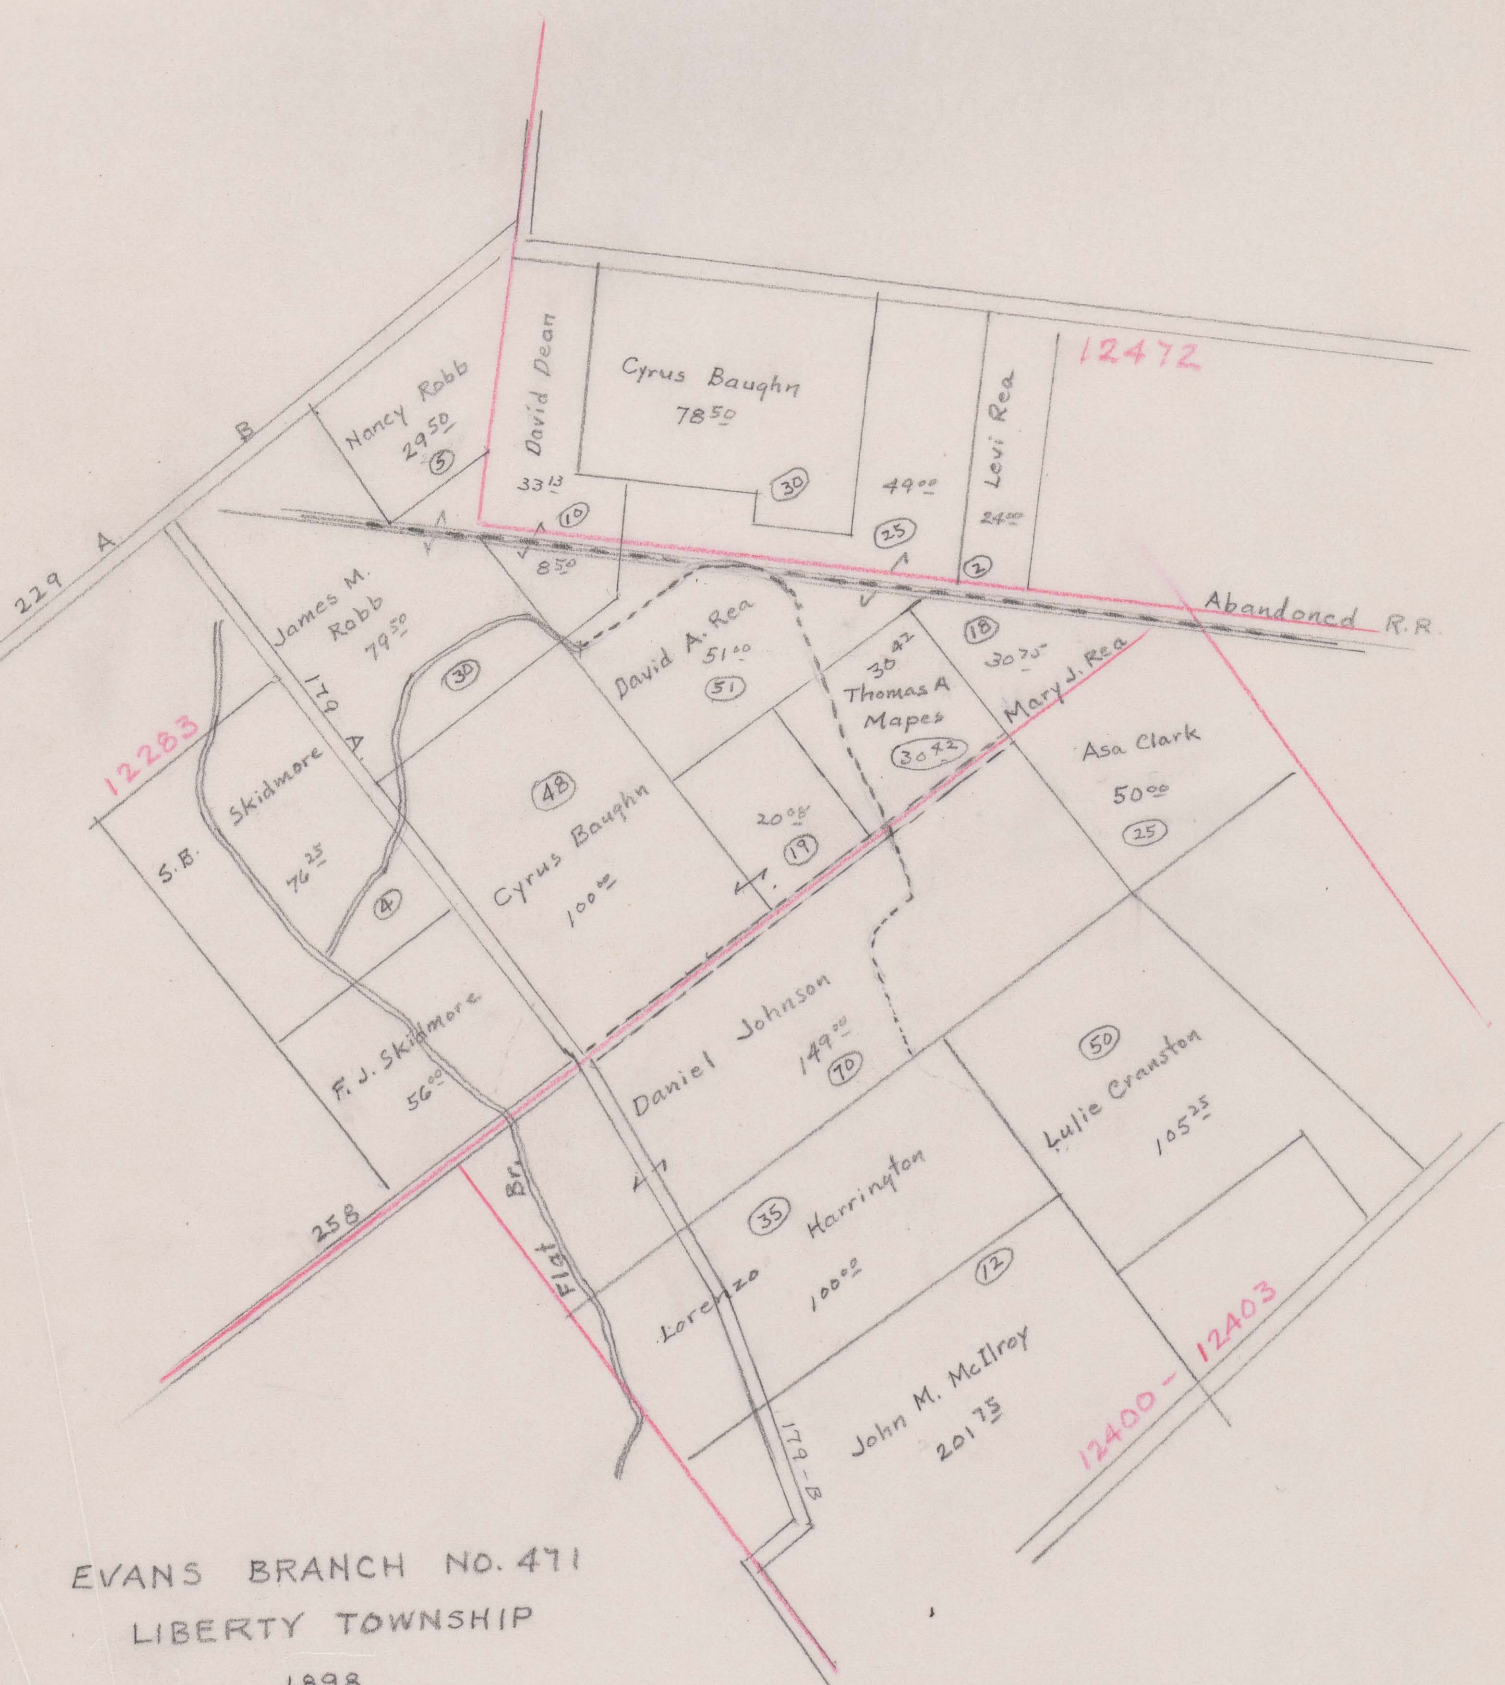 12472
David Dean
33 13
10
8 50
Cyrus Baughn
78 50
30
49 00
25
Levi Rea
24 00
2
Nancy Robb
29 50
5
B
A
229
Abandoned R.R.
James M.
Robb
79 50
30
179 A.
12283
S.B. Skidmore
76 25
4
David A. Rea
51 00
51
30 42
Thomas A
Mapes
30 42
18
30 75
Mary J. Rea
Asa Clark
50 00
25
48
Cyrus Baughn
100 00
20 08
19
F. J. Skidmore
56 00
Daniel Johnson
149 00
70
258
Flat Br.
50
Lulie Cranston
105 25
35
Lorenzo Harrington
100 00
12
John M. McIlroy
201 75
179-B
12400 - 12403
EVANS BRANCH NO. 471
LIBERTY TOWNSHIP
1898